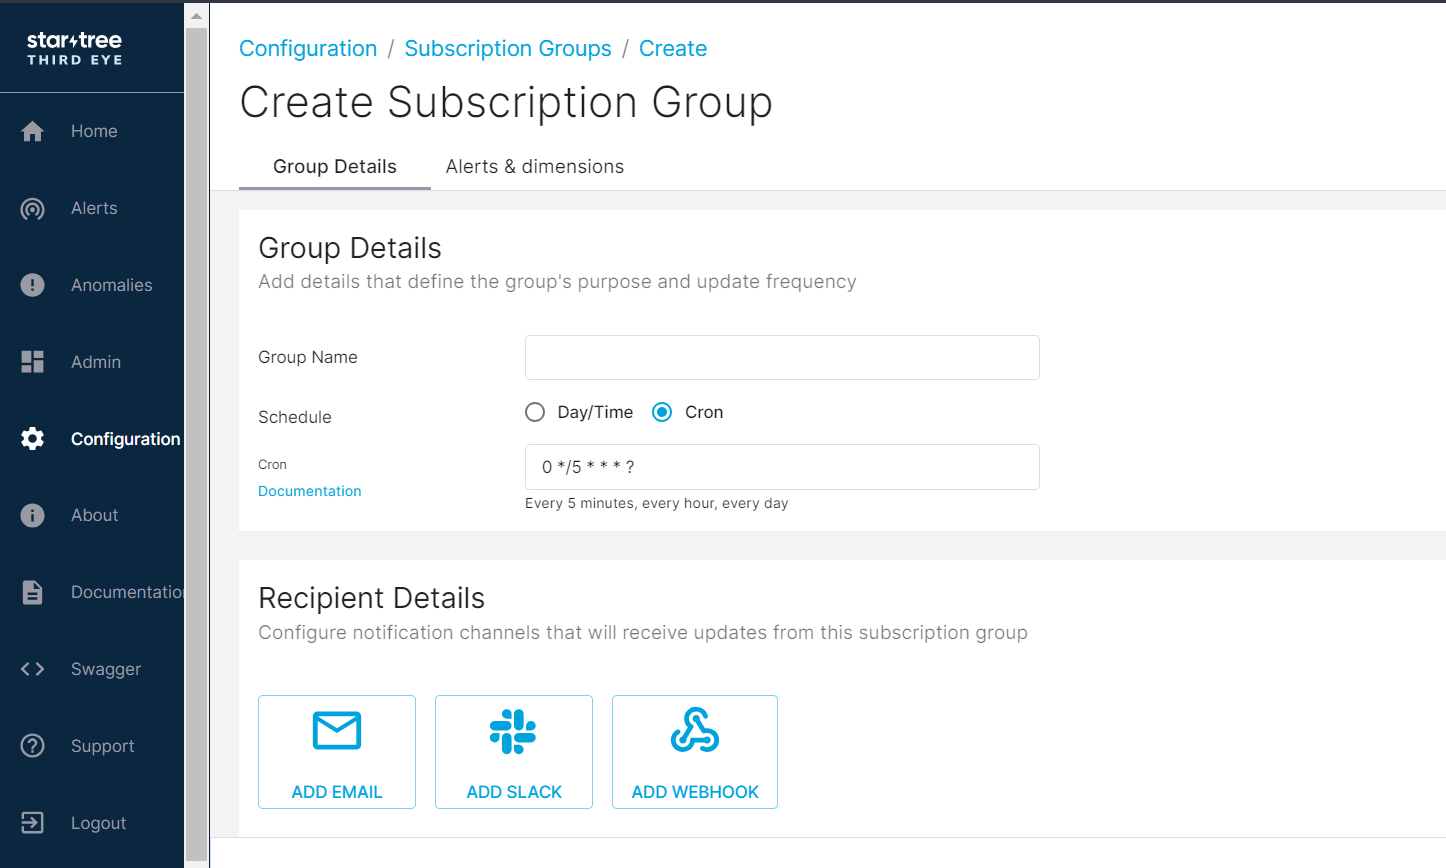 startree
THIRD EYE
Home
Alerts
Anomalies
Admin
Configuration
About
Documentation
Swagger
Support
Logout
Configuration / Subscription Groups / Create
Create Subscription Group
Group Details Alerts & dimensions
Group Details
Add details that define the group's purpose and update frequency
Group Name
Schedule Day/Time Cron
Cron 0 */5 * * * ?
Documentation
Every 5 minutes, every hour, every day
Recipient Details
Configure notification channels that will receive updates from this subscription group
ADD EMAIL ADD SLACK ADD WEBHOOK